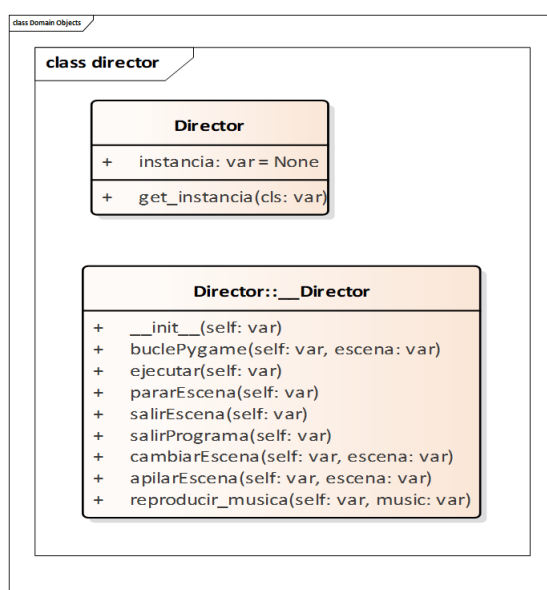 class Domain Objects
class director
Director
+ instancia: var = None
+ get_instancia(cls: var)
Director::__Director
+ __init__(self: var)
+ buclePygame(self: var, escena: var)
+ ejecutar(self: var)
+ pararEscena(self: var)
+ salirEscena(self: var)
+ salirPrograma(self: var)
+ cambiarEscena(self: var, escena: var)
+ apilarEscena(self: var, escena: var)
+ reproducir_musica(self: var, music: var)